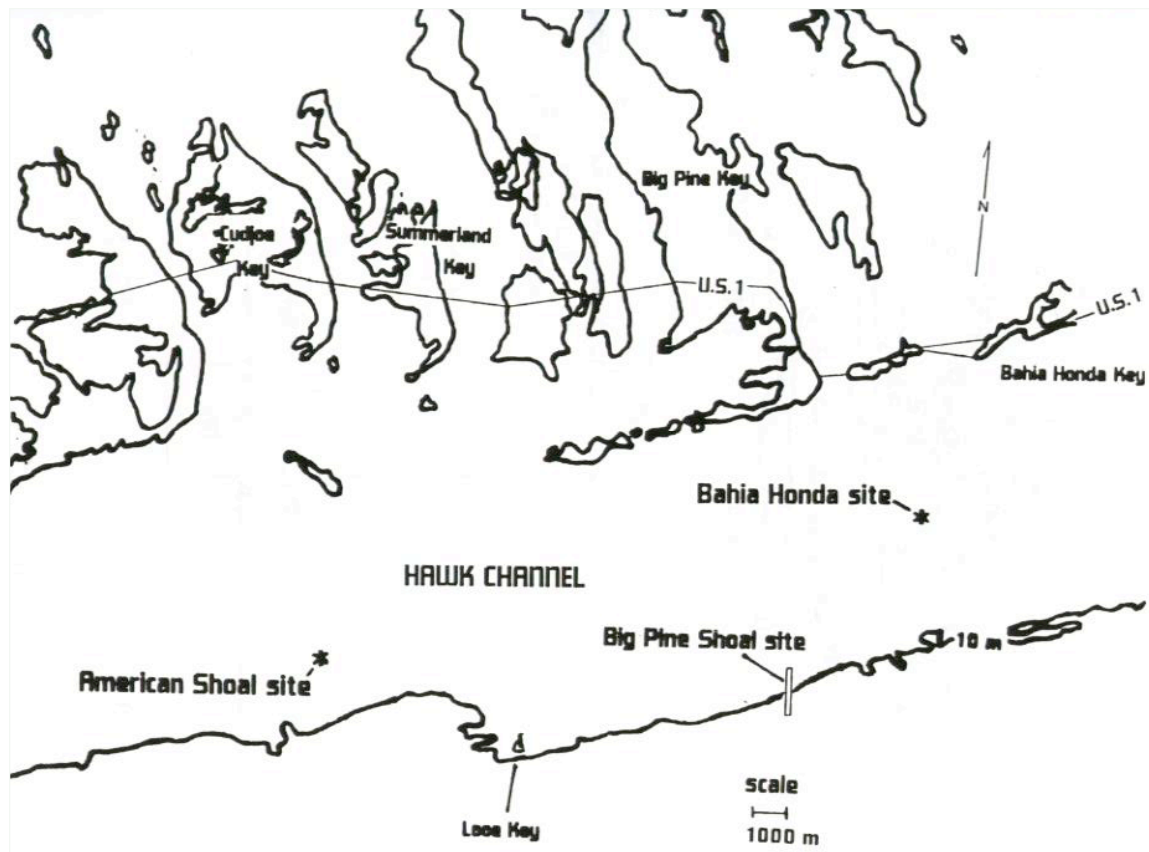 Big Pine Key
N
Cudjoe
Key
Summerland
Key
U.S.1
U.S.1
Bahia Honda Key
Bahia Honda site
HAWK CHANNEL
Big Pine Shoal site
10 m
American Shoal site
scale
1000 m
Looe Key